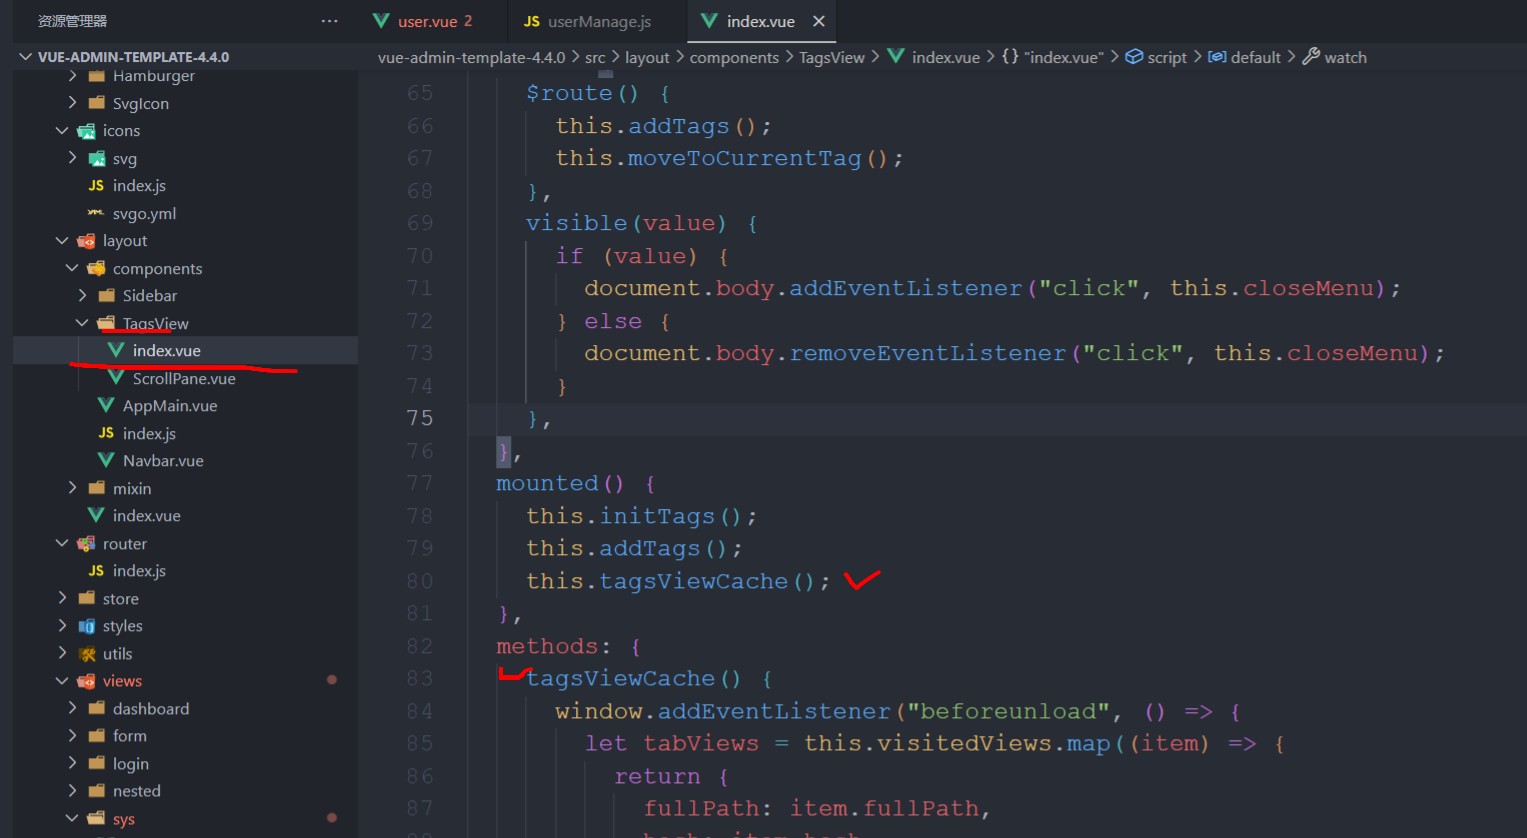 资源管理器 ···
user.vue 2
JS userManage.js
index.vue
VUE-ADMIN-TEMPLATE-4.4.0
vue-admin-template-4.4.0 > src > layout > components > TagsView > index.vue > {} "index.vue" > script > default > watch
Hamburger
SvgIcon
icons
svg
JS index.js
svgo.yml
layout
components
Sidebar
TagsView
index.vue
ScrollPane.vue
AppMain.vue
JS index.js
Navbar.vue
mixin
index.vue
router
JS index.js
store
styles
utils
views
dashboard
form
login
nested
sys
65 $route() {
66 this.addTags();
67 this.moveToCurrentTag();
68 },
69 visible(value) {
70 if (value) {
71 document.body.addEventListener("click", this.closeMenu);
72 } else {
73 document.body.removeEventListener("click", this.closeMenu);
74 }
75 },
76 },
77 mounted() {
78 this.initTags();
79 this.addTags();
80 this.tagsViewCache();
81 },
82 methods: {
83 tagsViewCache() {
84 window.addEventListener("beforeunload", () => {
85 let tabViews = this.visitedViews.map((item) => {
86 return {
87 fullPath: item.fullPath,